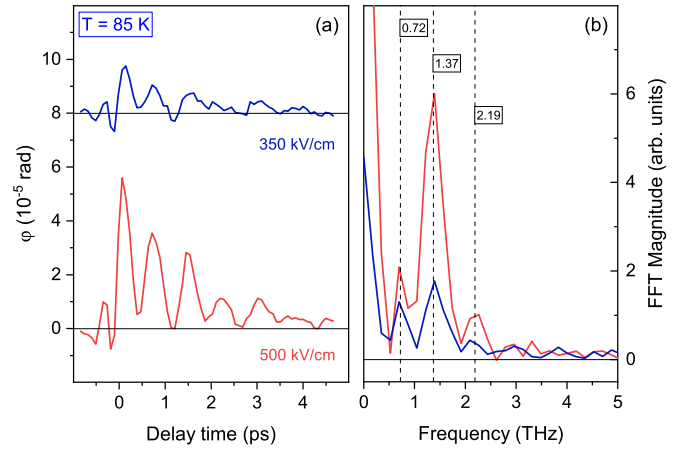 T = 85 K
(a)
10
8
6
4
2
0
φ (10⁻⁵ rad)
350 kV/cm
500 kV/cm
0
1
2
3
4
Delay time (ps)
(b)
0.72
1.37
2.19
6
4
2
0
FFT Magnitude (arb. units)
0
1
2
3
4
5
Frequency (THz)